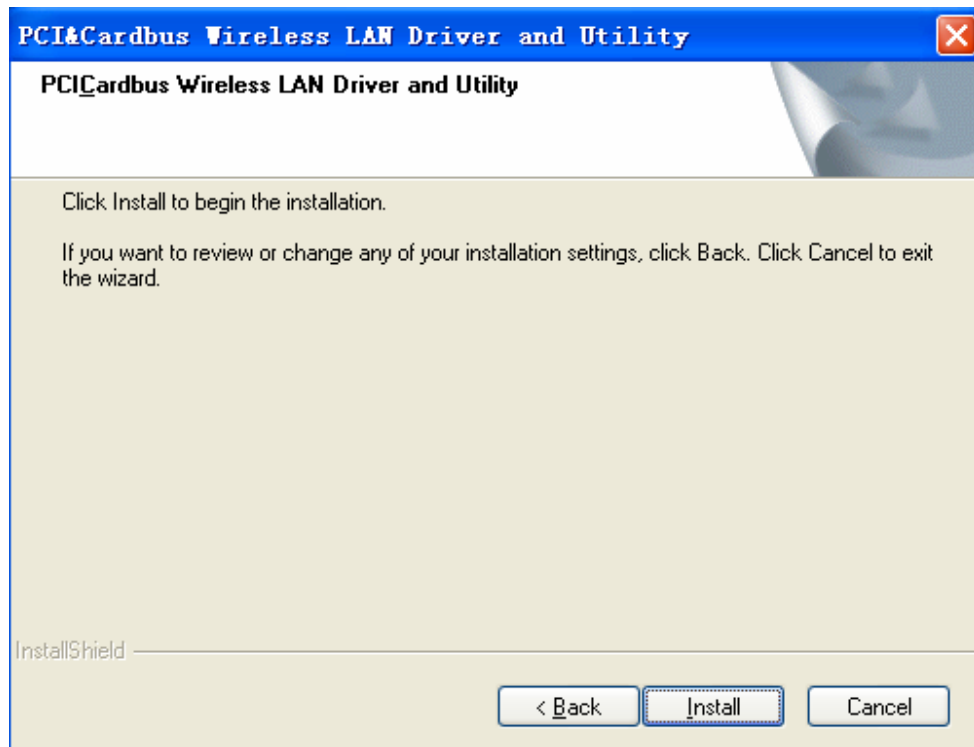 PCI&Cardbus Wireless LAN Driver and Utility
PCICardbus Wireless LAN Driver and Utility
Click Install to begin the installation.
If you want to review or change any of your installation settings, click Back. Click Cancel to exit
the wizard.
InstallShield
< Back Install Cancel